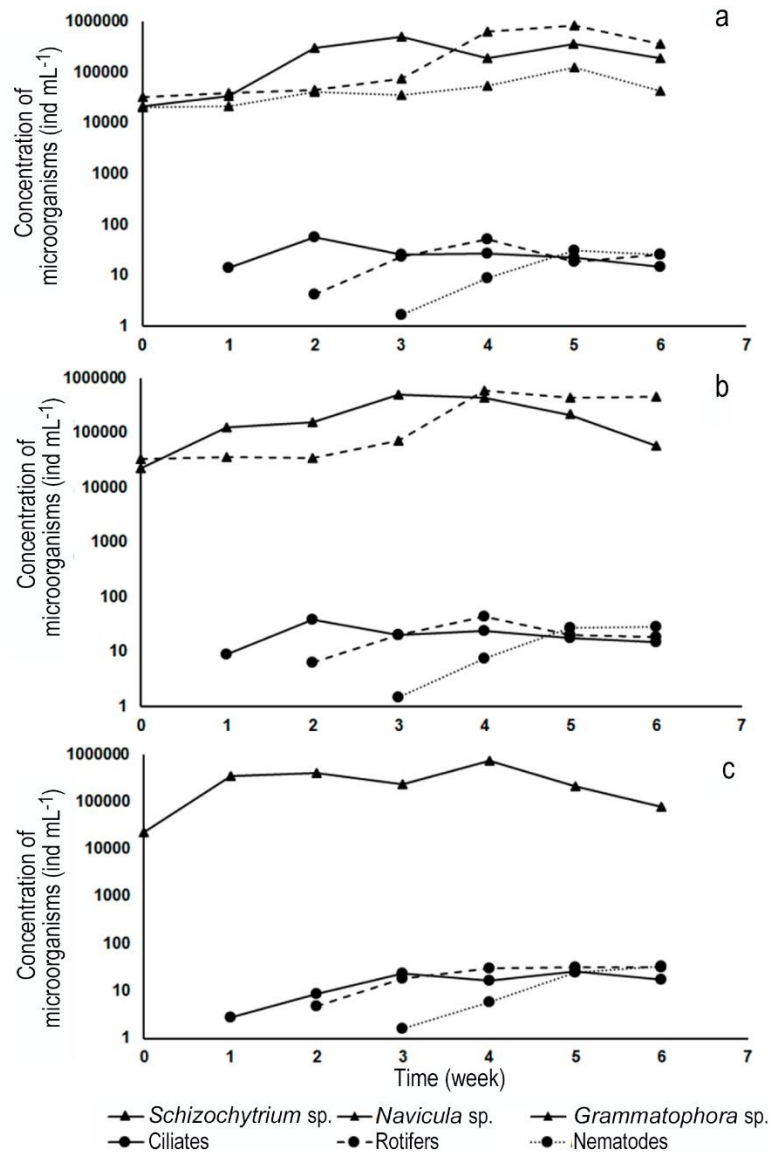 a
Concentration of
microorganisms (ind mL⁻¹)
1000000
100000
10000
1000
100
10
1
0 1 2 3 4 5 6 7
b
Concentration of
microorganisms (ind mL⁻¹)
1000000
100000
10000
1000
100
10
1
0 1 2 3 4 5 6 7
c
Concentration of
microorganisms (ind mL⁻¹)
1000000
100000
10000
1000
100
10
1
0 1 2 3 4 5 6 7
Time (week)
Schizochytrium sp. Navicula sp. Grammatophora sp.
Ciliates Rotifers Nematodes